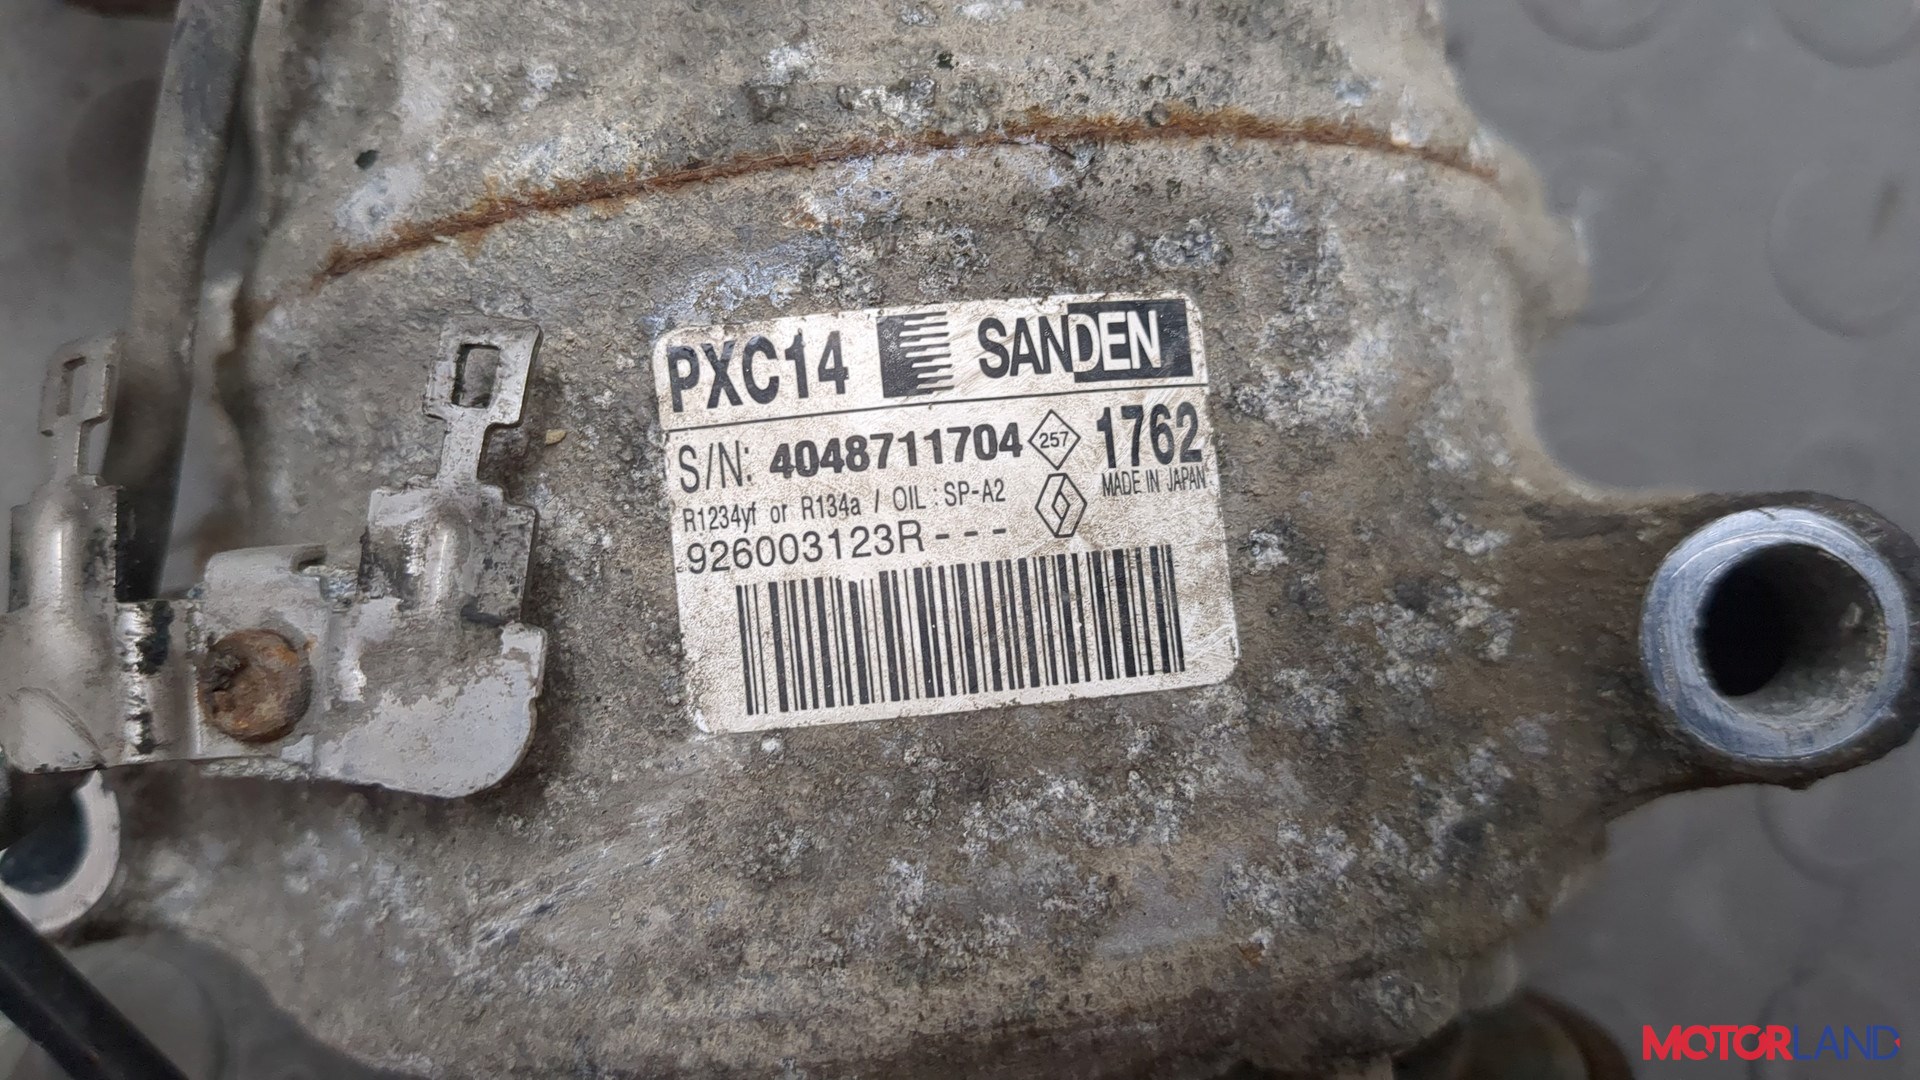 PXC14 SANDEN
S/N: 4048711704 257 1762
MADE IN JAPAN
R1234yf or R134a / OIL : SP-A2
926003123R - - -
MOTORLAND